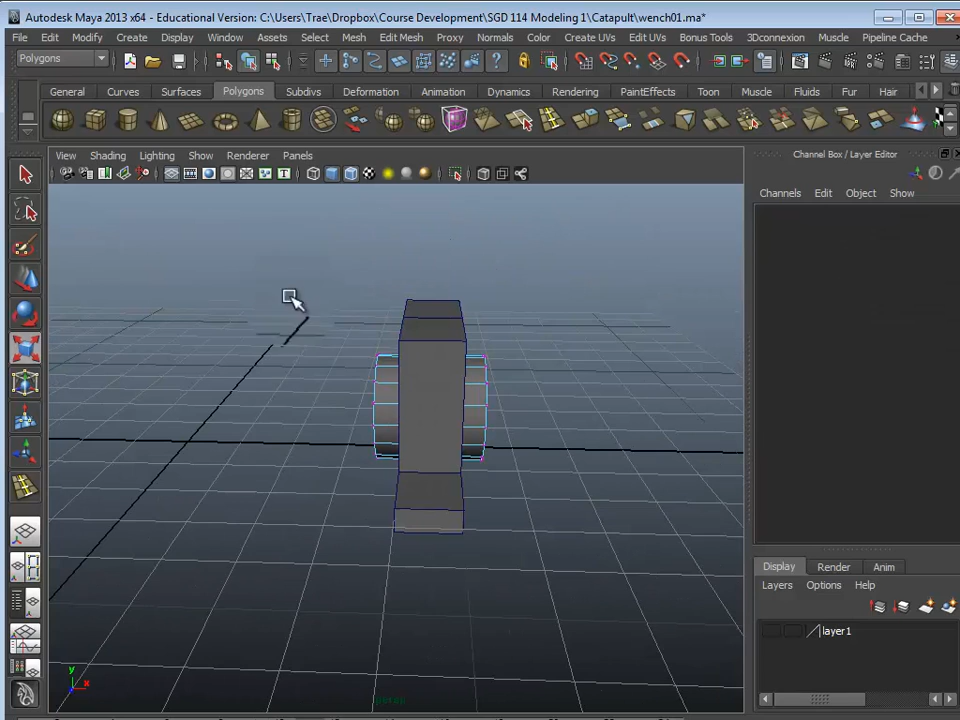 Autodesk Maya 2013 x64 - Educational Version: C:\Users\Trae\Dropbox\Course Development\SGD 114 Modeling 1\Catapult\wench01.ma*
File Edit Modify Create Display Window Assets Select Mesh Edit Mesh Proxy Normals Color Create UVs Edit UVs Bonus Tools 3Dconnexion Muscle Pipeline Cache
Polygons
General Curves Surfaces Polygons Subdivs Deformation Animation Dynamics Rendering PaintEffects Toon Muscle Fluids Fur Hair
View Shading Lighting Show Renderer Panels
Channel Box / Layer Editor
Channels Edit Object Show
Display Render Anim
Layers Options Help
layer1
y
x
persp